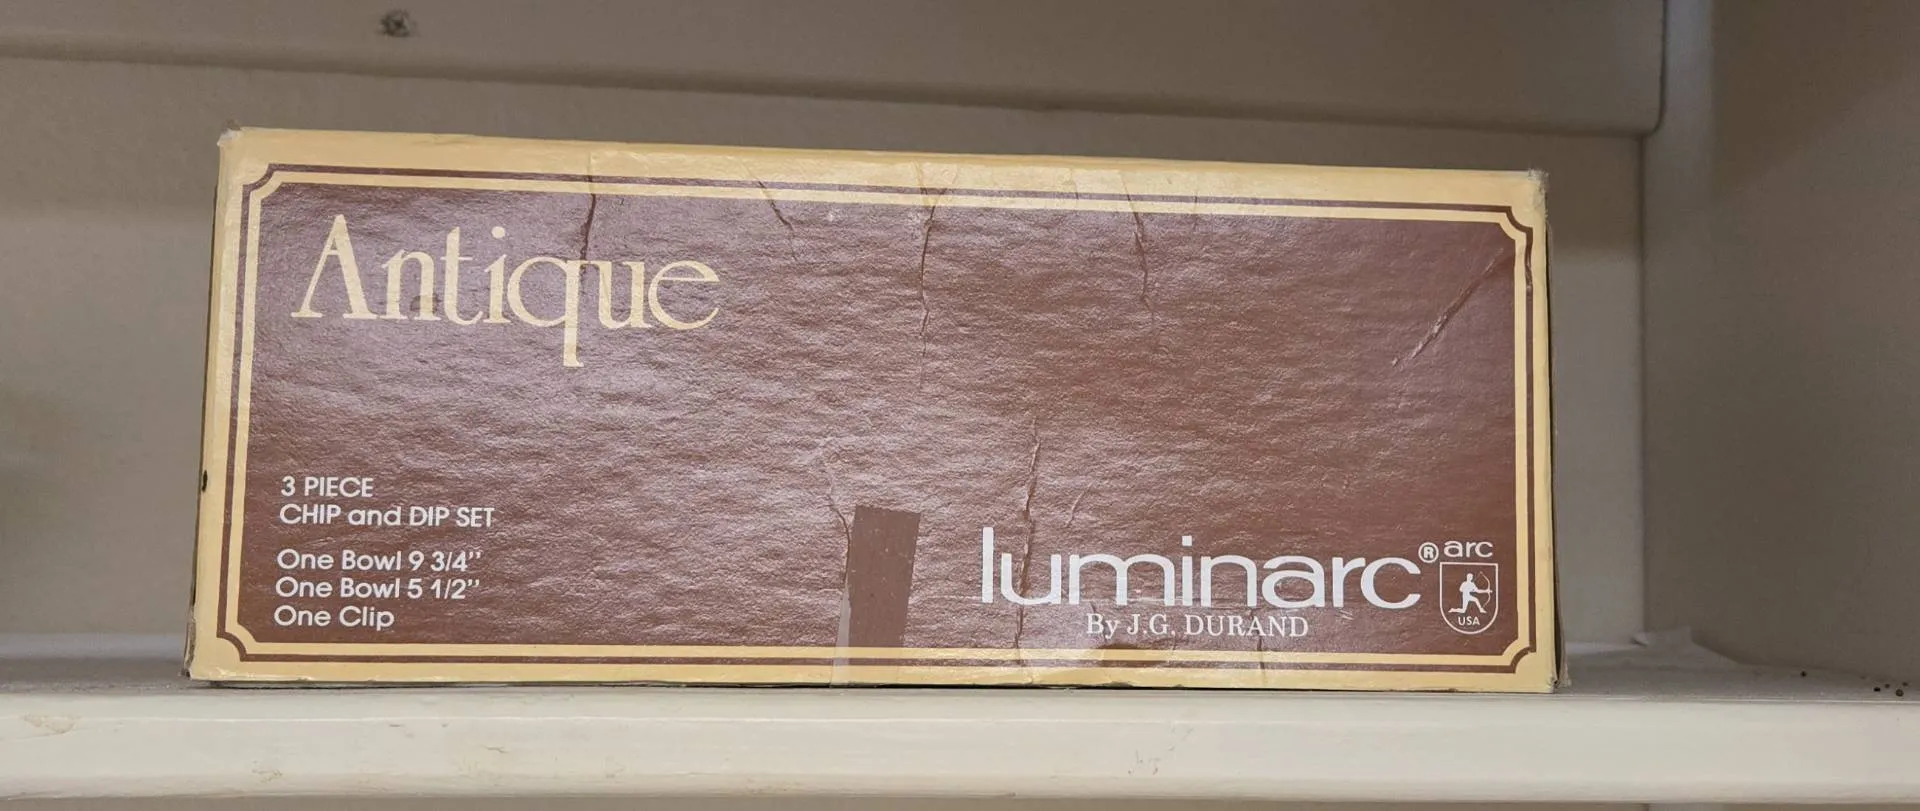 Antique
3 PIECE
CHIP and DIP SET
One Bowl 9 3/4"
One Bowl 5 1/2"
One Clip
luminarc®
By J.G. DURAND
arc
USA